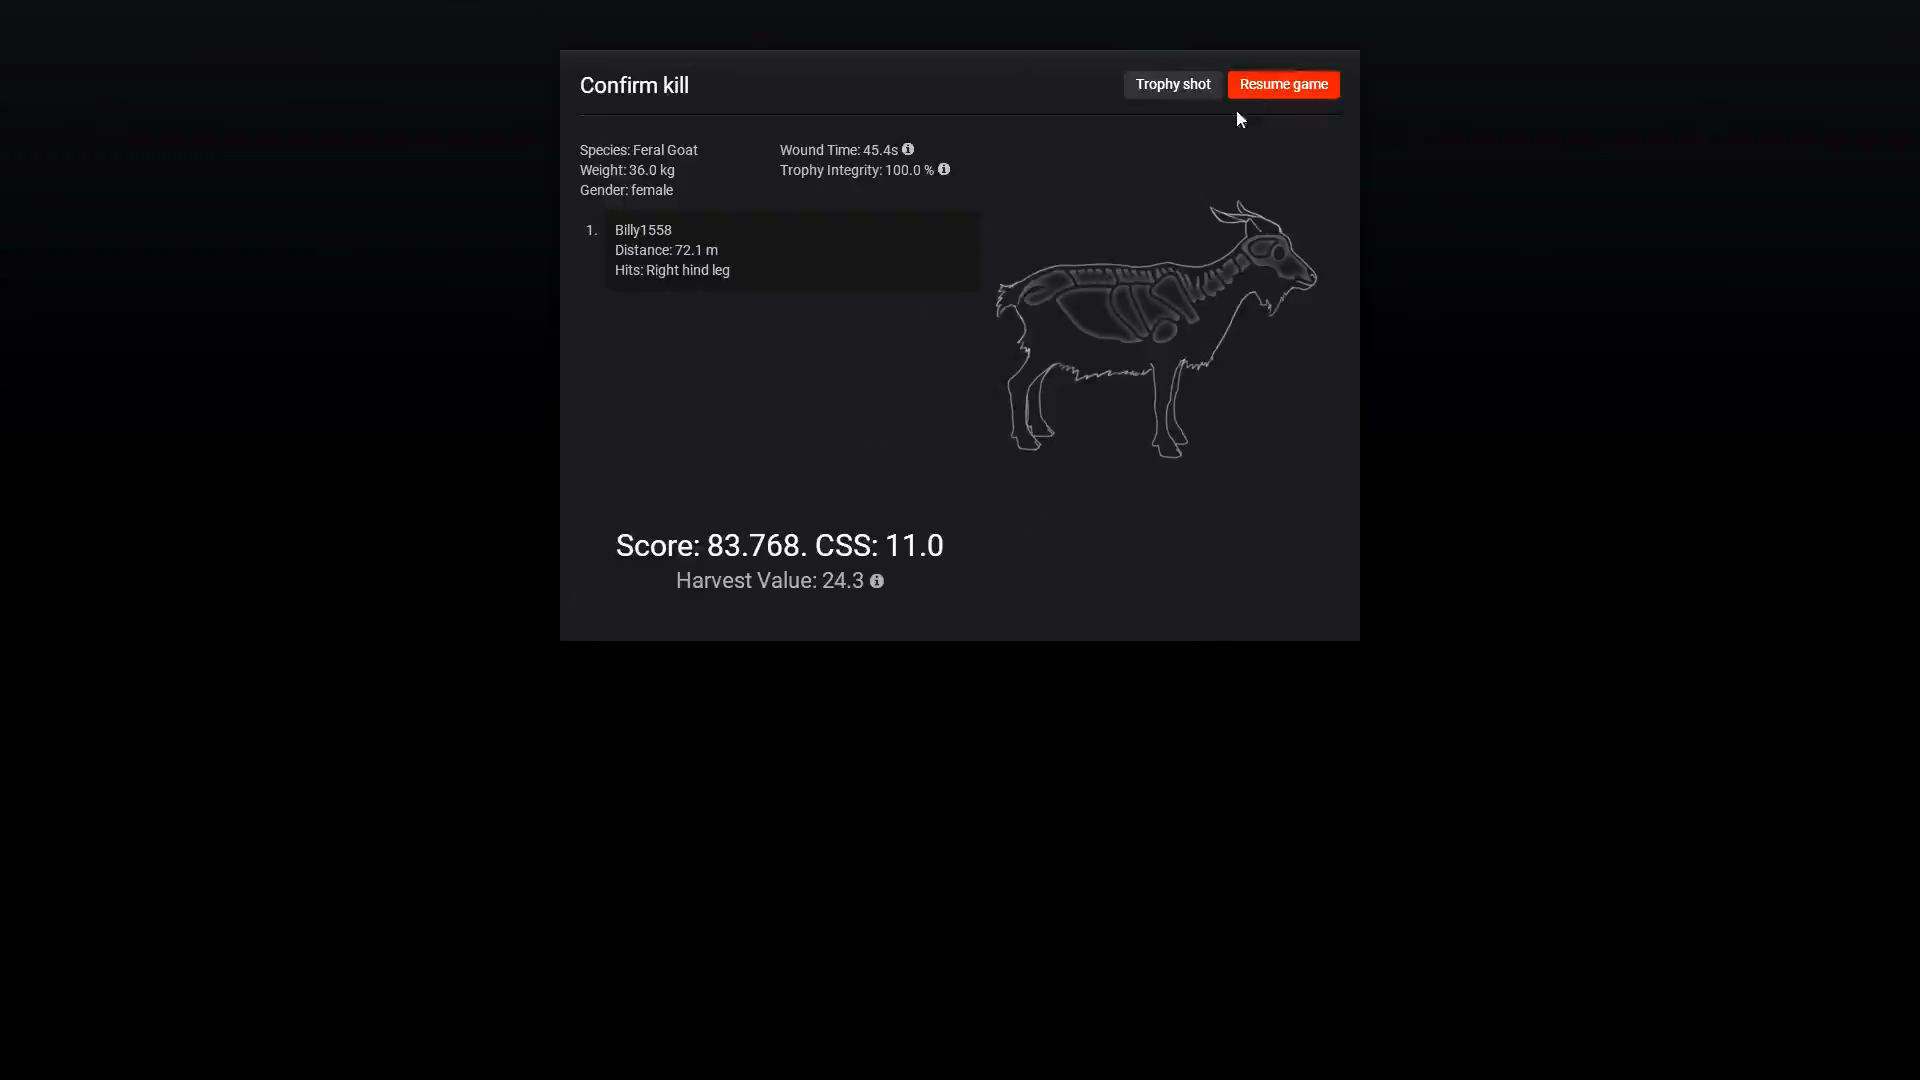 Confirm kill
Trophy shot
Resume game
Species: Feral Goat
Weight: 36.0 kg
Gender: female
Wound Time: 45.4s
Trophy Integrity: 100.0 %
1.
Billy1558
Distance: 72.1 m
Hits: Right hind leg
Score: 83.768. CSS: 11.0
Harvest Value: 24.3